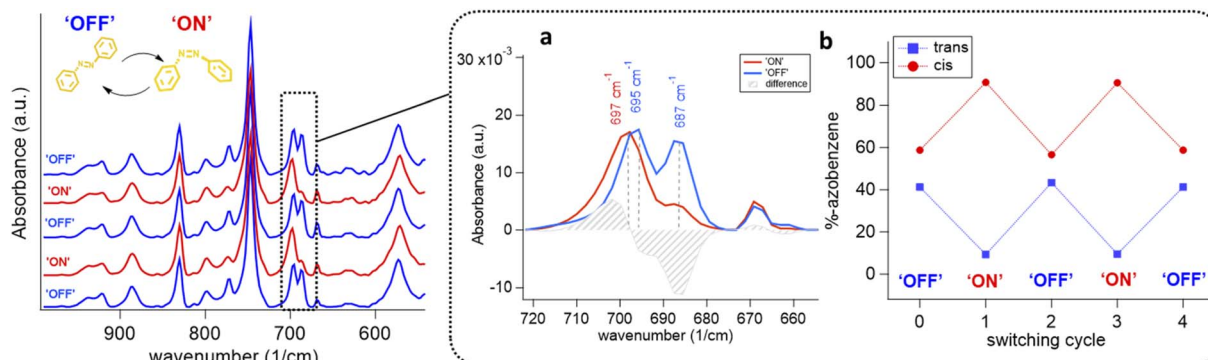 'OFF' 'ON'
N=N
N=N
Absorbance (a.u.)
'OFF'
'ON'
'OFF'
'ON'
'OFF'
900 800 700 600
wavenumber (1/cm)
a
30 x10⁻³
20
10
0
-10
Absorbance (a.u.)
697 cm⁻¹
695 cm⁻¹
687 cm⁻¹
'ON'
'OFF'
difference
720 710 700 690 680 670 660
wavenumber (1/cm)
b
trans
cis
%-azobenzene
100
80
60
40
20
0
'OFF' 'ON' 'OFF' 'ON' 'OFF'
0 1 2 3 4
switching cycle